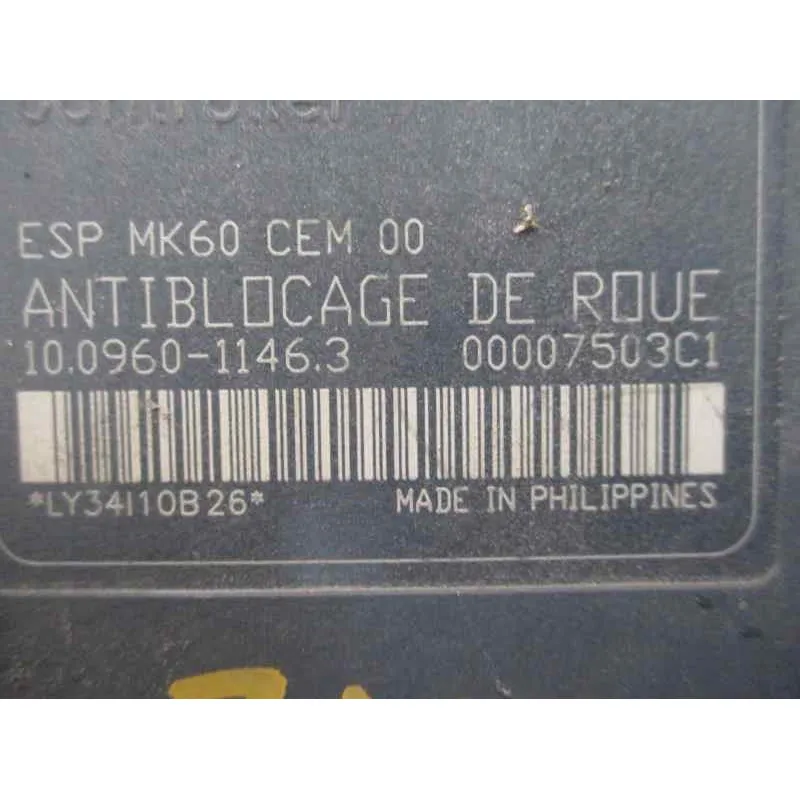 ESP MK60 CEM 00
ANTIBLOCAGE DE ROUE
10.0960-1146.3 00007503C1
*LY34I10B26* MADE IN PHILIPPINES